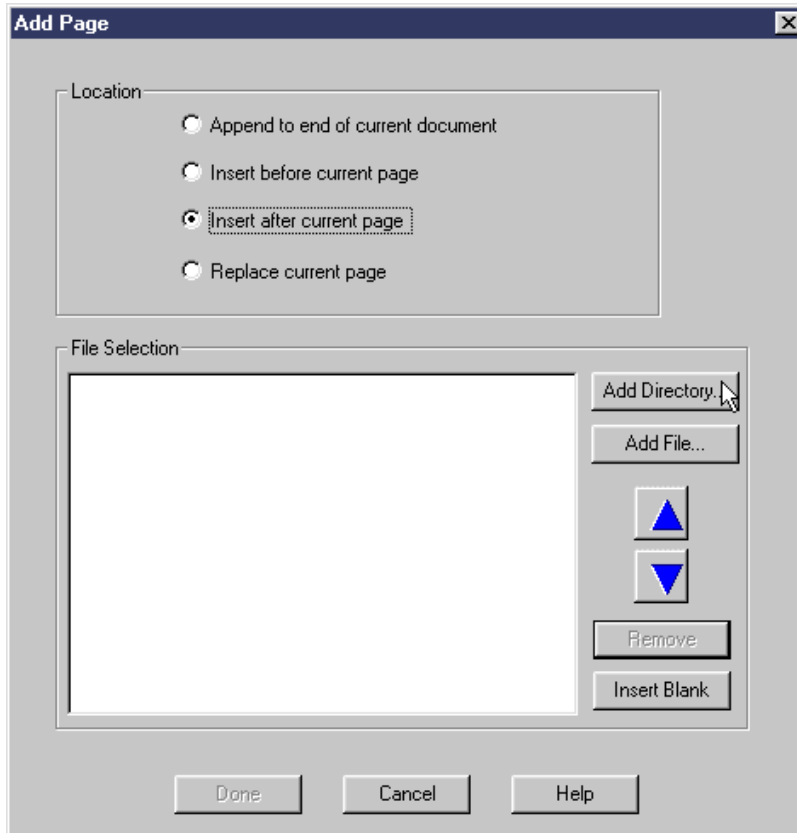 Add Page
Location
Append to end of current document
Insert before current page
Insert after current page
Replace current page
File Selection
Add Directory...
Add File...
Remove
Insert Blank
Done Cancel Help